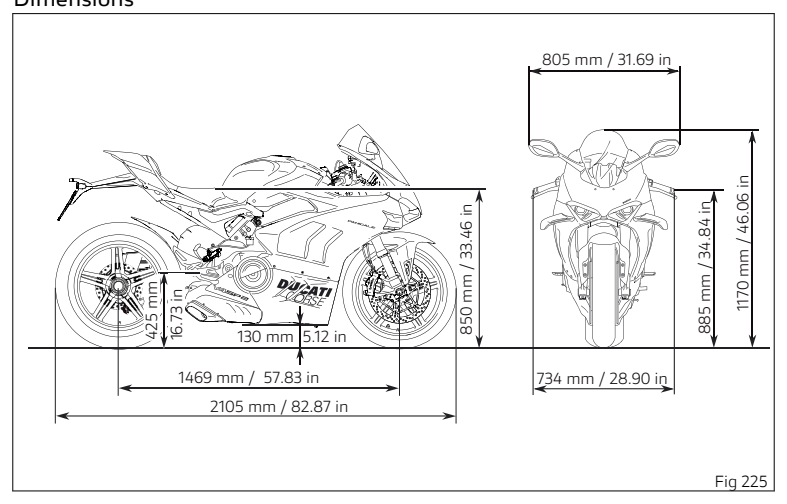 Dimensions
805 mm / 31.69 in
850 mm / 33.46 in
885 mm / 34.84 in
1170 mm / 46.06 in
PANIGALE
DUCATI
CORSE
425 mm
16.73 in
130 mm
5.12 in
1469 mm / 57.83 in
734 mm / 28.90 in
2105 mm / 82.87 in
Fig 225